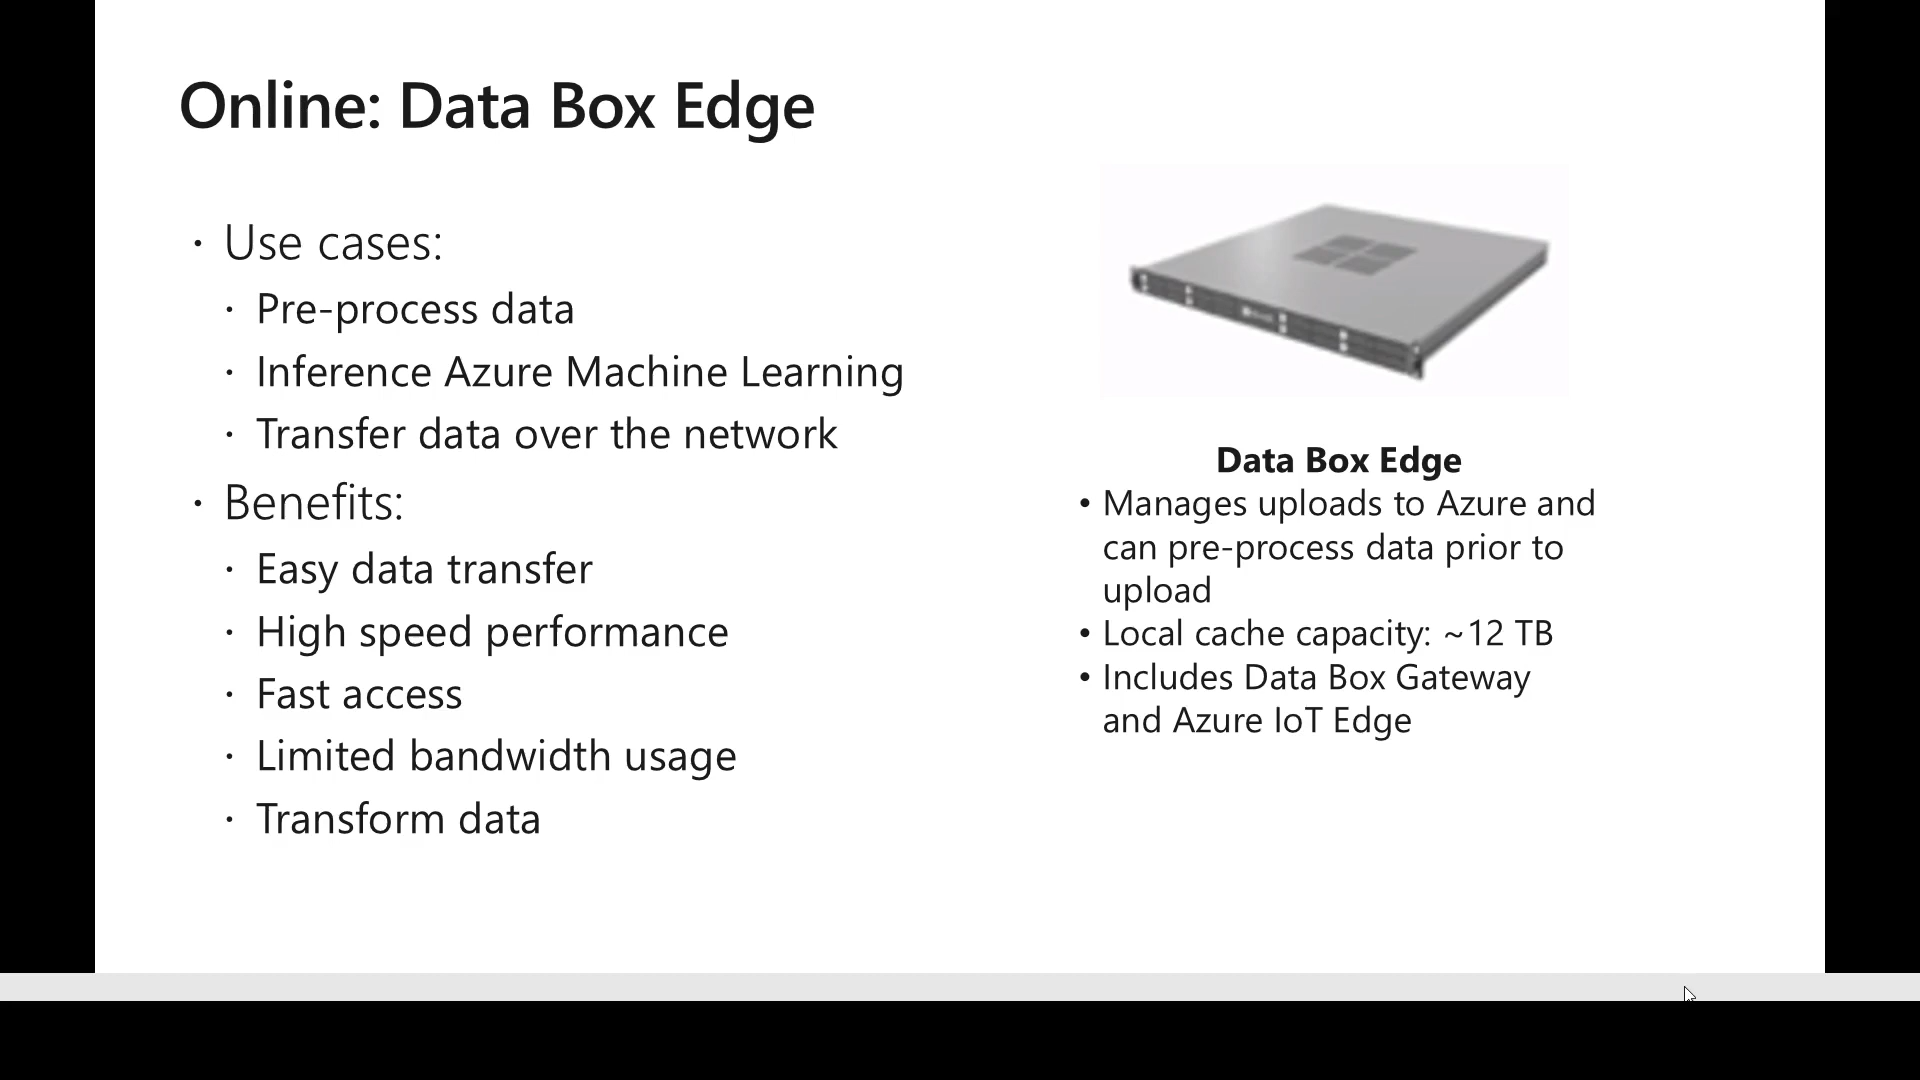 Online: Data Box Edge
· Use cases:
· Pre-process data
· Inference Azure Machine Learning
· Transfer data over the network
· Benefits:
· Easy data transfer
· High speed performance
· Fast access
· Limited bandwidth usage
· Transform data
Data Box Edge
• Manages uploads to Azure and
can pre-process data prior to
upload
• Local cache capacity: ~12 TB
• Includes Data Box Gateway
and Azure IoT Edge